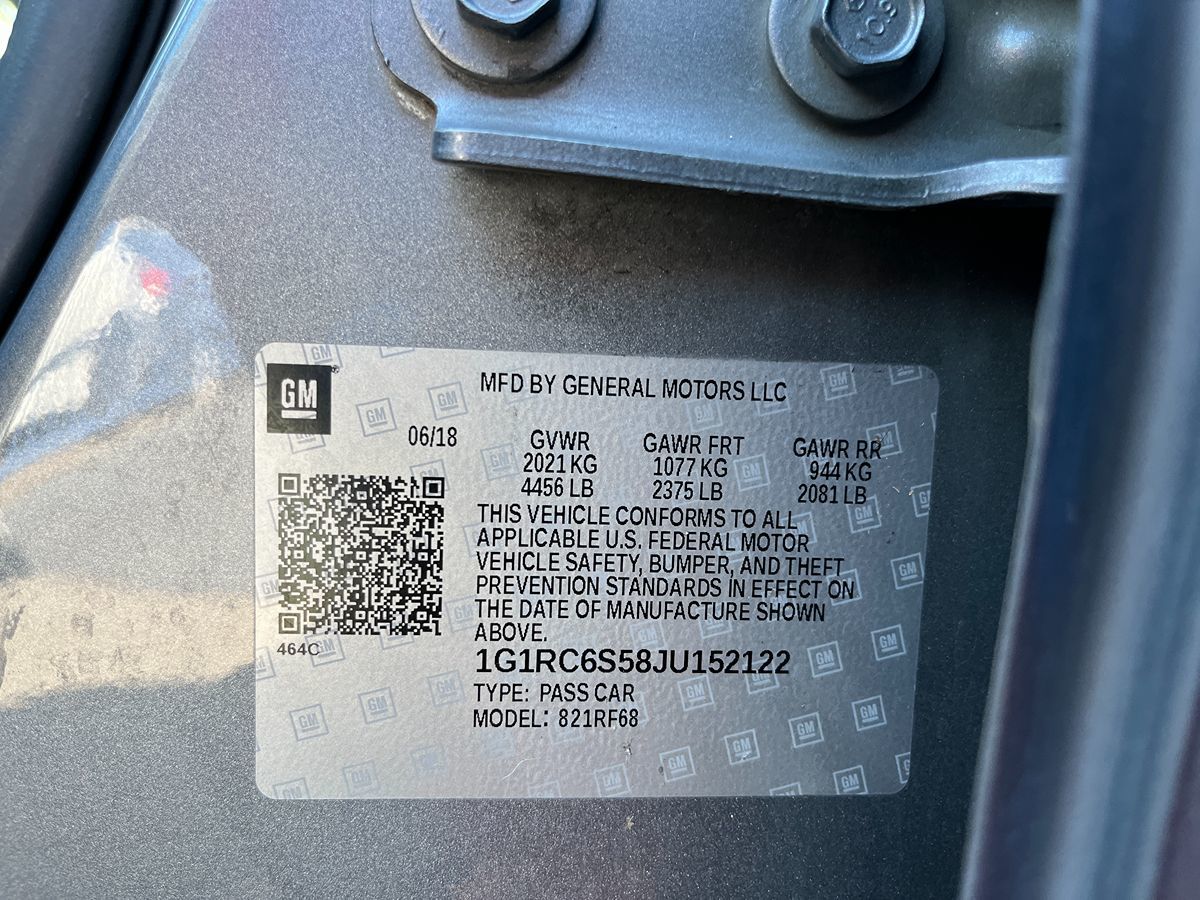 10.9
GM
MFD BY GENERAL MOTORS LLC
06/18
GVWR GAWR FRT GAWR RR
2021 KG 1077 KG 944 KG
4456 LB 2375 LB 2081 LB
THIS VEHICLE CONFORMS TO ALL
APPLICABLE U.S. FEDERAL MOTOR
VEHICLE SAFETY, BUMPER, AND THEFT
PREVENTION STANDARDS IN EFFECT ON
THE DATE OF MANUFACTURE SHOWN
ABOVE.
464C
1G1RC6S58JU152122
TYPE: PASS CAR
MODEL: 821RF68